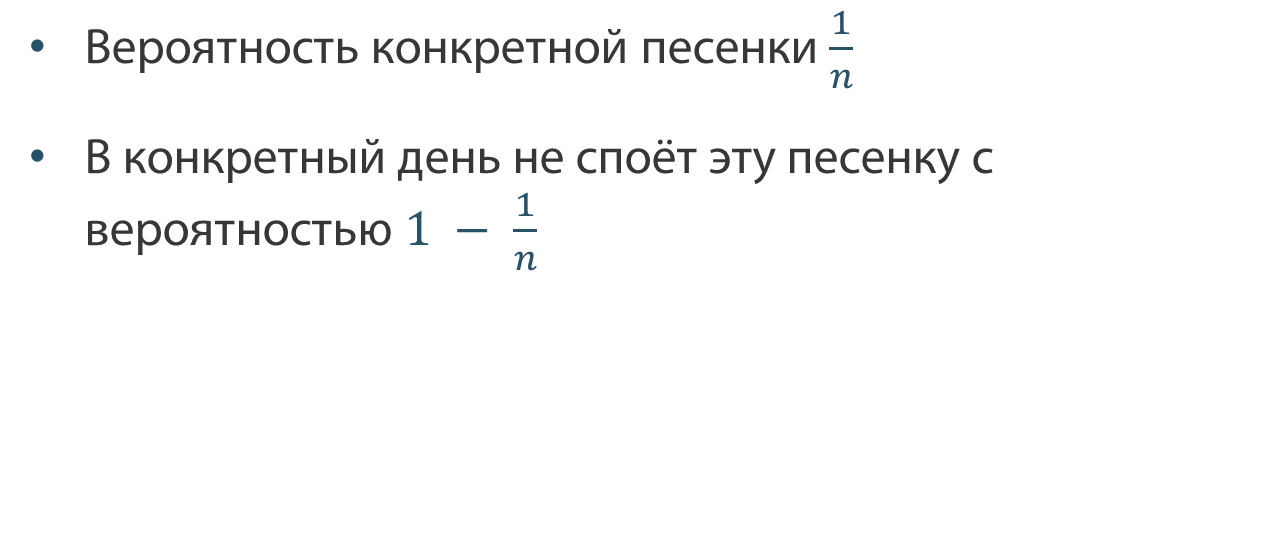 • Вероятность конкретной песенки 1/n
• В конкретный день не споёт эту песенку с
вероятностью 1 − 1/n